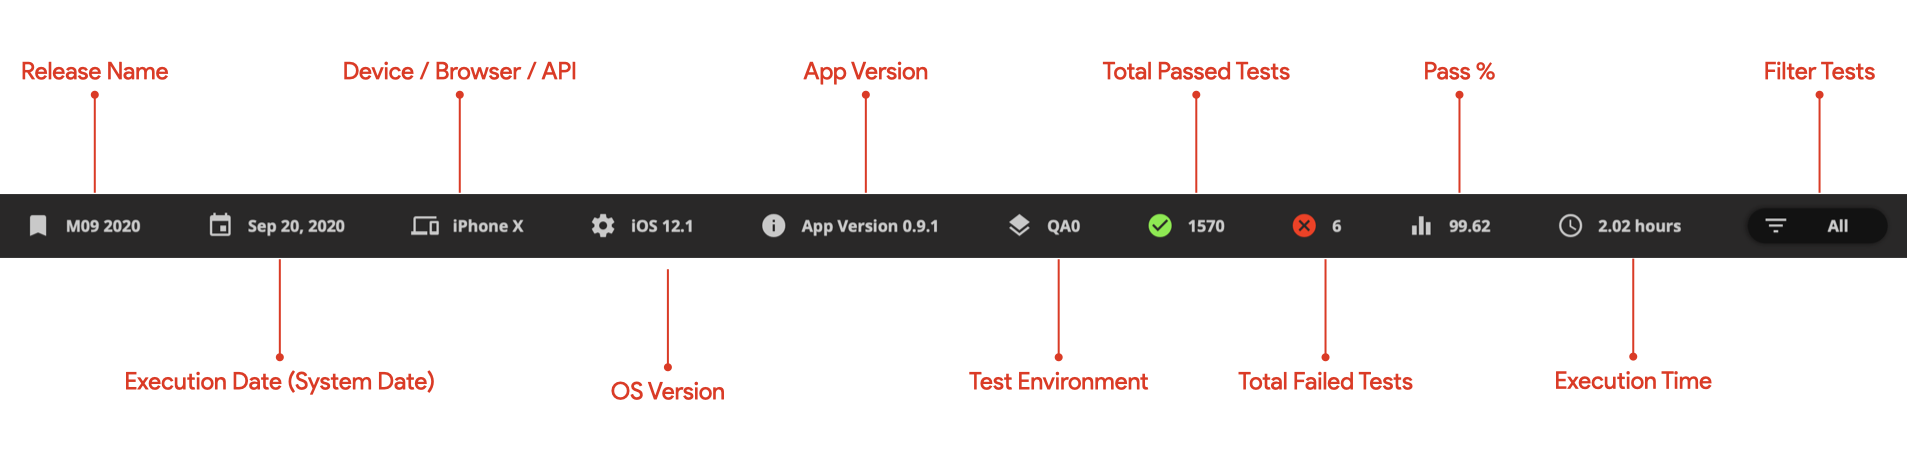 Release Name
Device / Browser / API
App Version
Total Passed Tests
Pass %
Filter Tests
M09 2020
Sep 20, 2020
iPhone X
iOS 12.1
App Version 0.9.1
QA0
1570
6
99.62
2.02 hours
All
Execution Date (System Date)
OS Version
Test Environment
Total Failed Tests
Execution Time